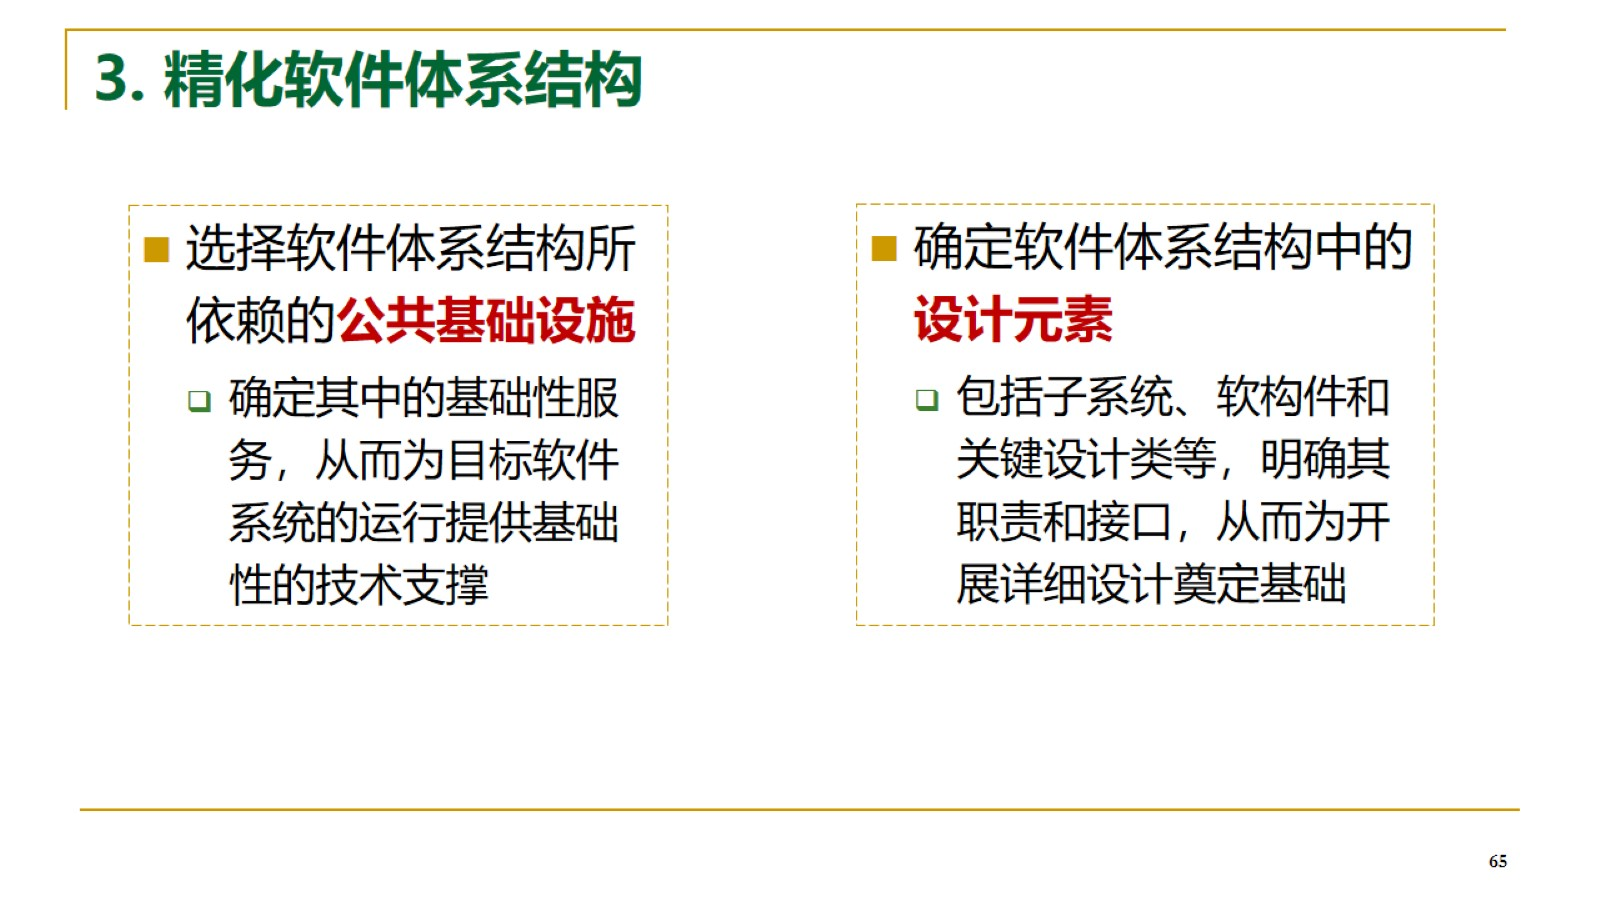 3. 精化软件体系结构
选择软件体系结构所
依赖的公共基础设施
确定其中的基础性服
务，从而为目标软件
系统的运行提供基础
性的技术支撑
确定软件体系结构中的
设计元素
包括子系统、软构件和
关键设计类等，明确其
职责和接口，从而为开
展详细设计奠定基础
65